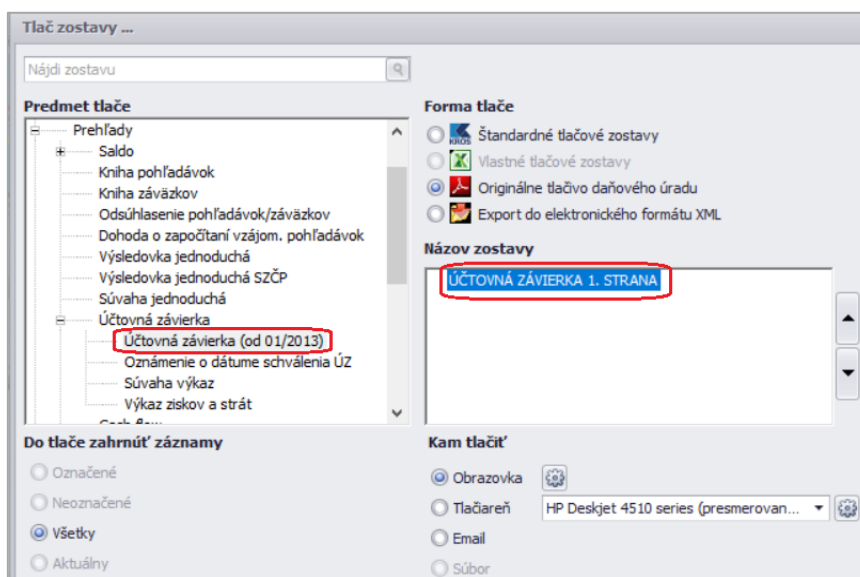 Tlač zostavy ...
Nájdi zostavu
Predmet tlače
Prehľady
Saldo
Kniha pohľadávok
Kniha záväzkov
Odsúhlasenie pohľadávok/záväzkov
Dohoda o započítaní vzájom. pohľadávok
Výsledovka jednoduchá
Výsledovka jednoduchá SZČP
Súvaha jednoduchá
Účtovná závierka
Účtovná závierka (od 01/2013)
Oznámenie o dátume schválenia ÚZ
Súvaha výkaz
Výkaz ziskov a strát
Cash flow
Forma tlače
KROS Štandardné tlačové zostavy
Vlastné tlačové zostavy
Originálne tlačivo daňového úradu
Export do elektronického formátu XML
Názov zostavy
ÚČTOVNÁ ZÁVIERKA 1. STRANA
Do tlače zahrnúť záznamy
Označené
Neoznačené
Všetky
Aktuálny
Kam tlačiť
Obrazovka
Tlačiareň HP Deskjet 4510 series (presmerovan...
Email
Súbor